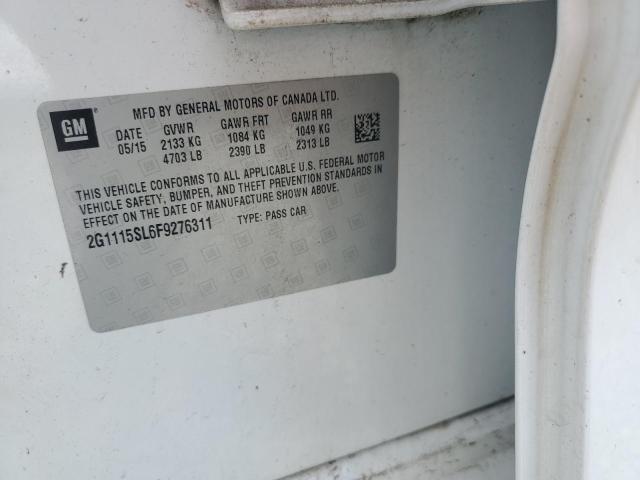 GM
MFD BY GENERAL MOTORS OF CANADA LTD.
DATE GVWR GAWR FRT GAWR RR
05/15 2133 KG 1084 KG 1049 KG
4703 LB 2390 LB 2313 LB
THIS VEHICLE CONFORMS TO ALL APPLICABLE U.S. FEDERAL MOTOR
VEHICLE SAFETY, BUMPER, AND THEFT PREVENTION STANDARDS IN
EFFECT ON THE DATE OF MANUFACTURE SHOWN ABOVE.
2G1115SL6F9276311 TYPE: PASS CAR